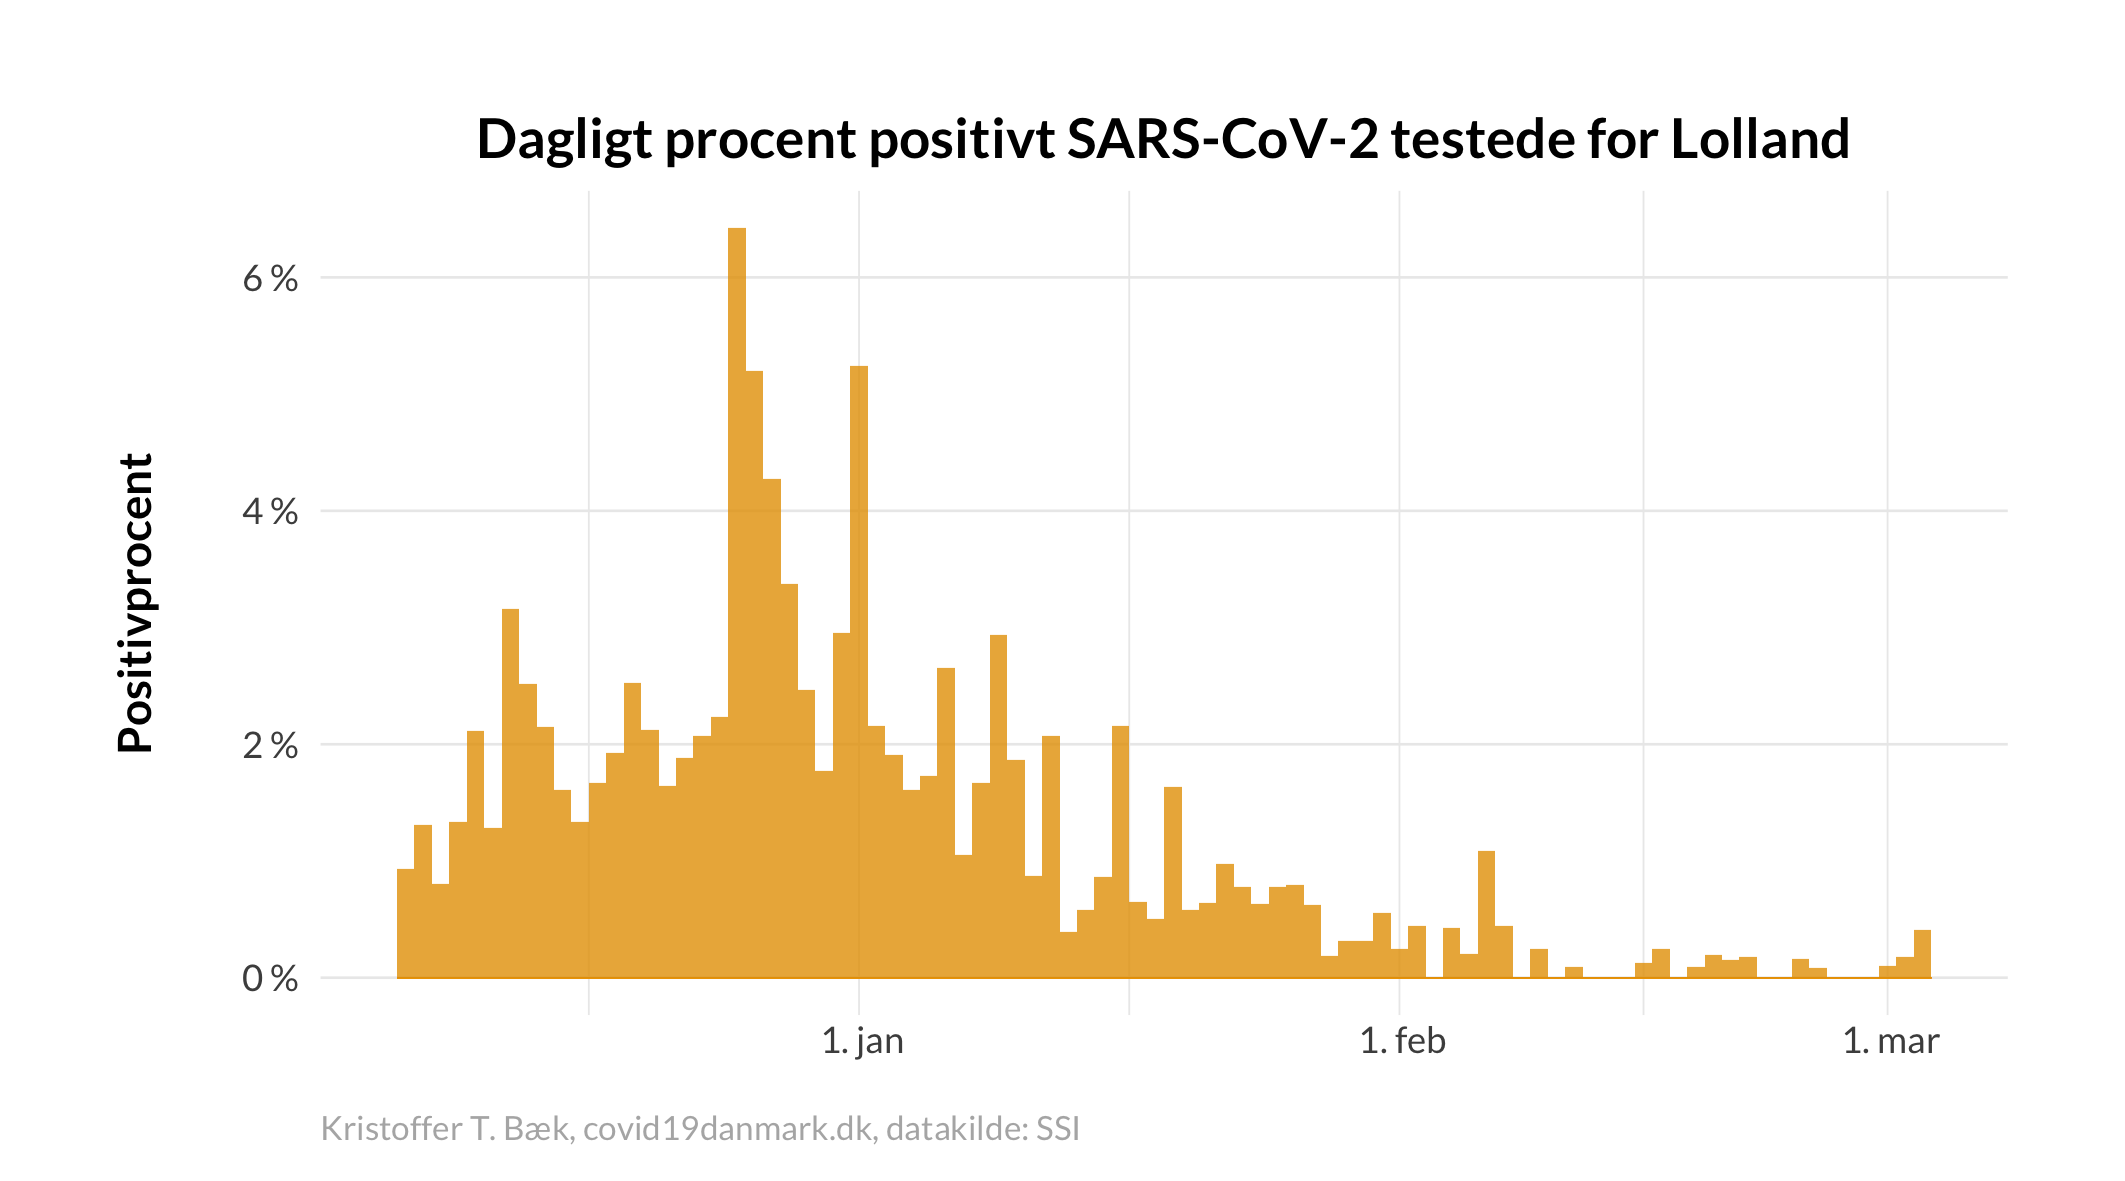 Dagligt procent positivt SARS-CoV-2 testede for Lolland
Positivprocent
6 %
4 %
2 %
0 %
1. jan
1. feb
1. mar
Kristoffer T. Bæk, covid19danmark.dk, datakilde: SSI